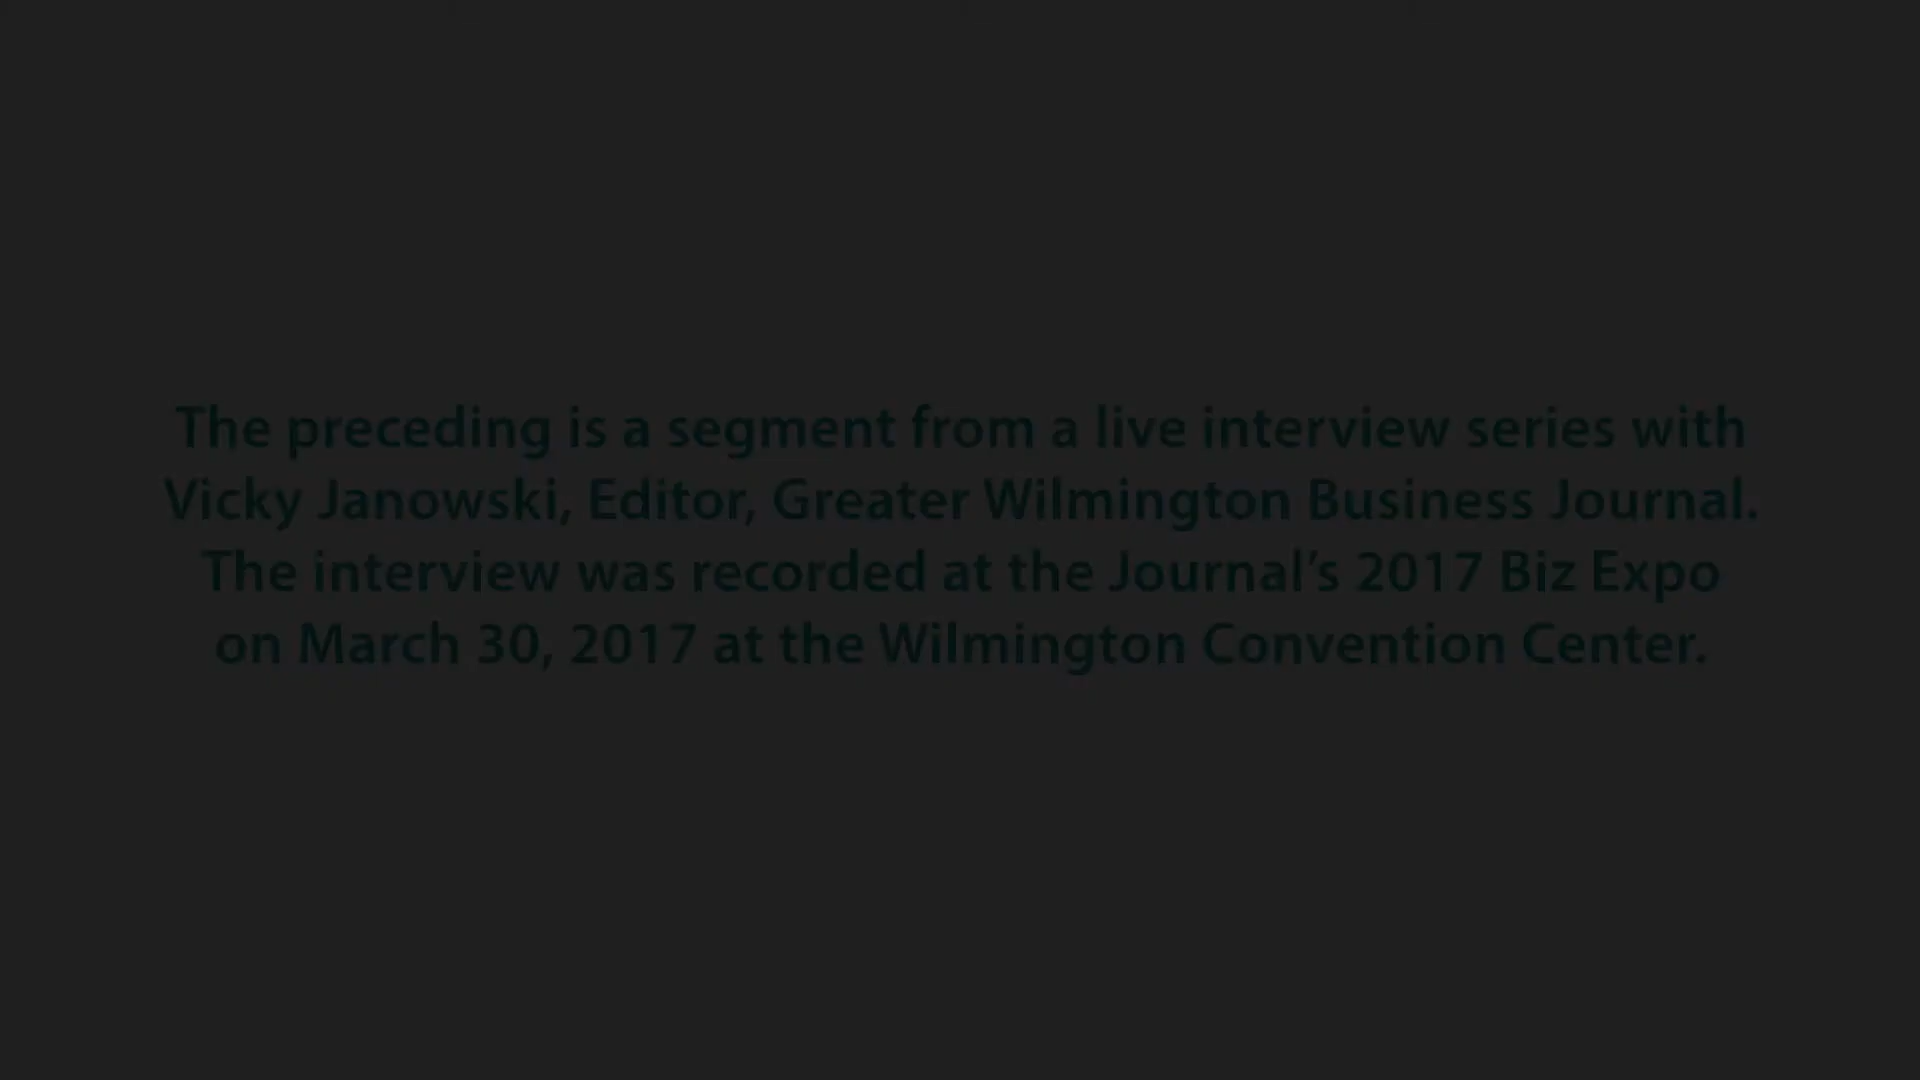 The preceding is a segment from a live interview series with
Vicky Janowski, Editor, Greater Wilmington Business Journal.
The interview was recorded at the Journal’s 2017 Biz Expo
on March 30, 2017 at the Wilmington Convention Center.